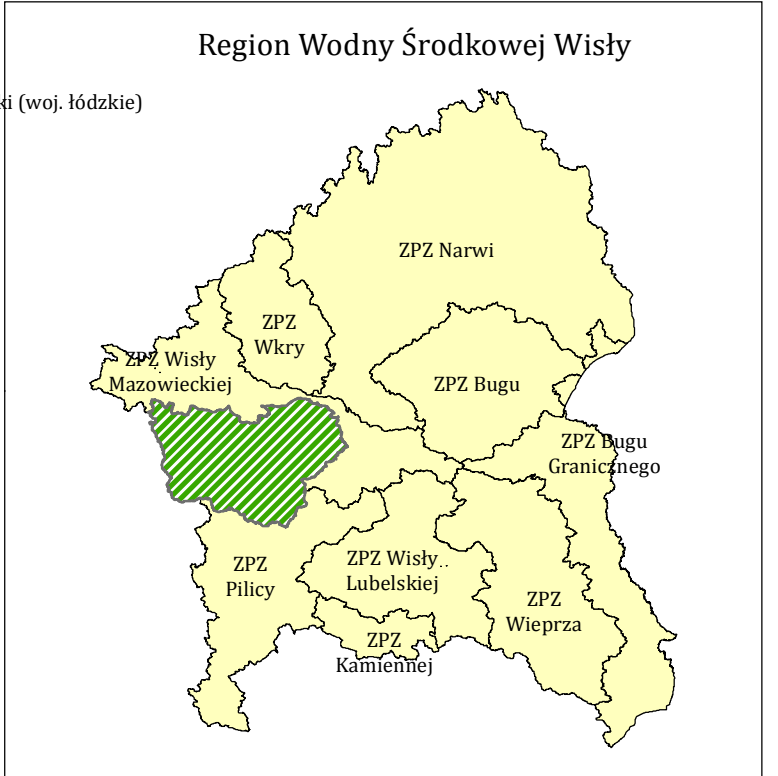 Region Wodny Środkowej Wisły
ki (woj. łódzkie)
ZPZ Narwi
ZPZ
Wkry
ZPZ Wisły
Mazowieckiej
ZPZ Bugu
ZPZ Bugu
Granicznego
ZPZ
Pilicy
ZPZ Wisły
Lubelskiej
ZPZ
Wieprza
ZPZ
Kamiennej